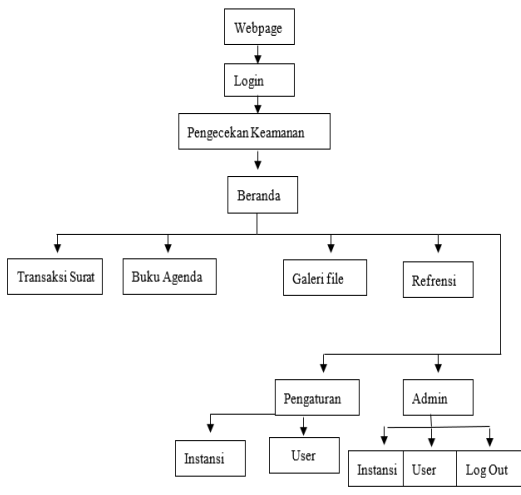 Webpage
Login
Pengecekan Keamanan
Beranda
Transaksi Surat
Buku Agenda
Galeri file
Refrensi
Pengaturan
Admin
Instansi
User
Instansi
User
Log Out